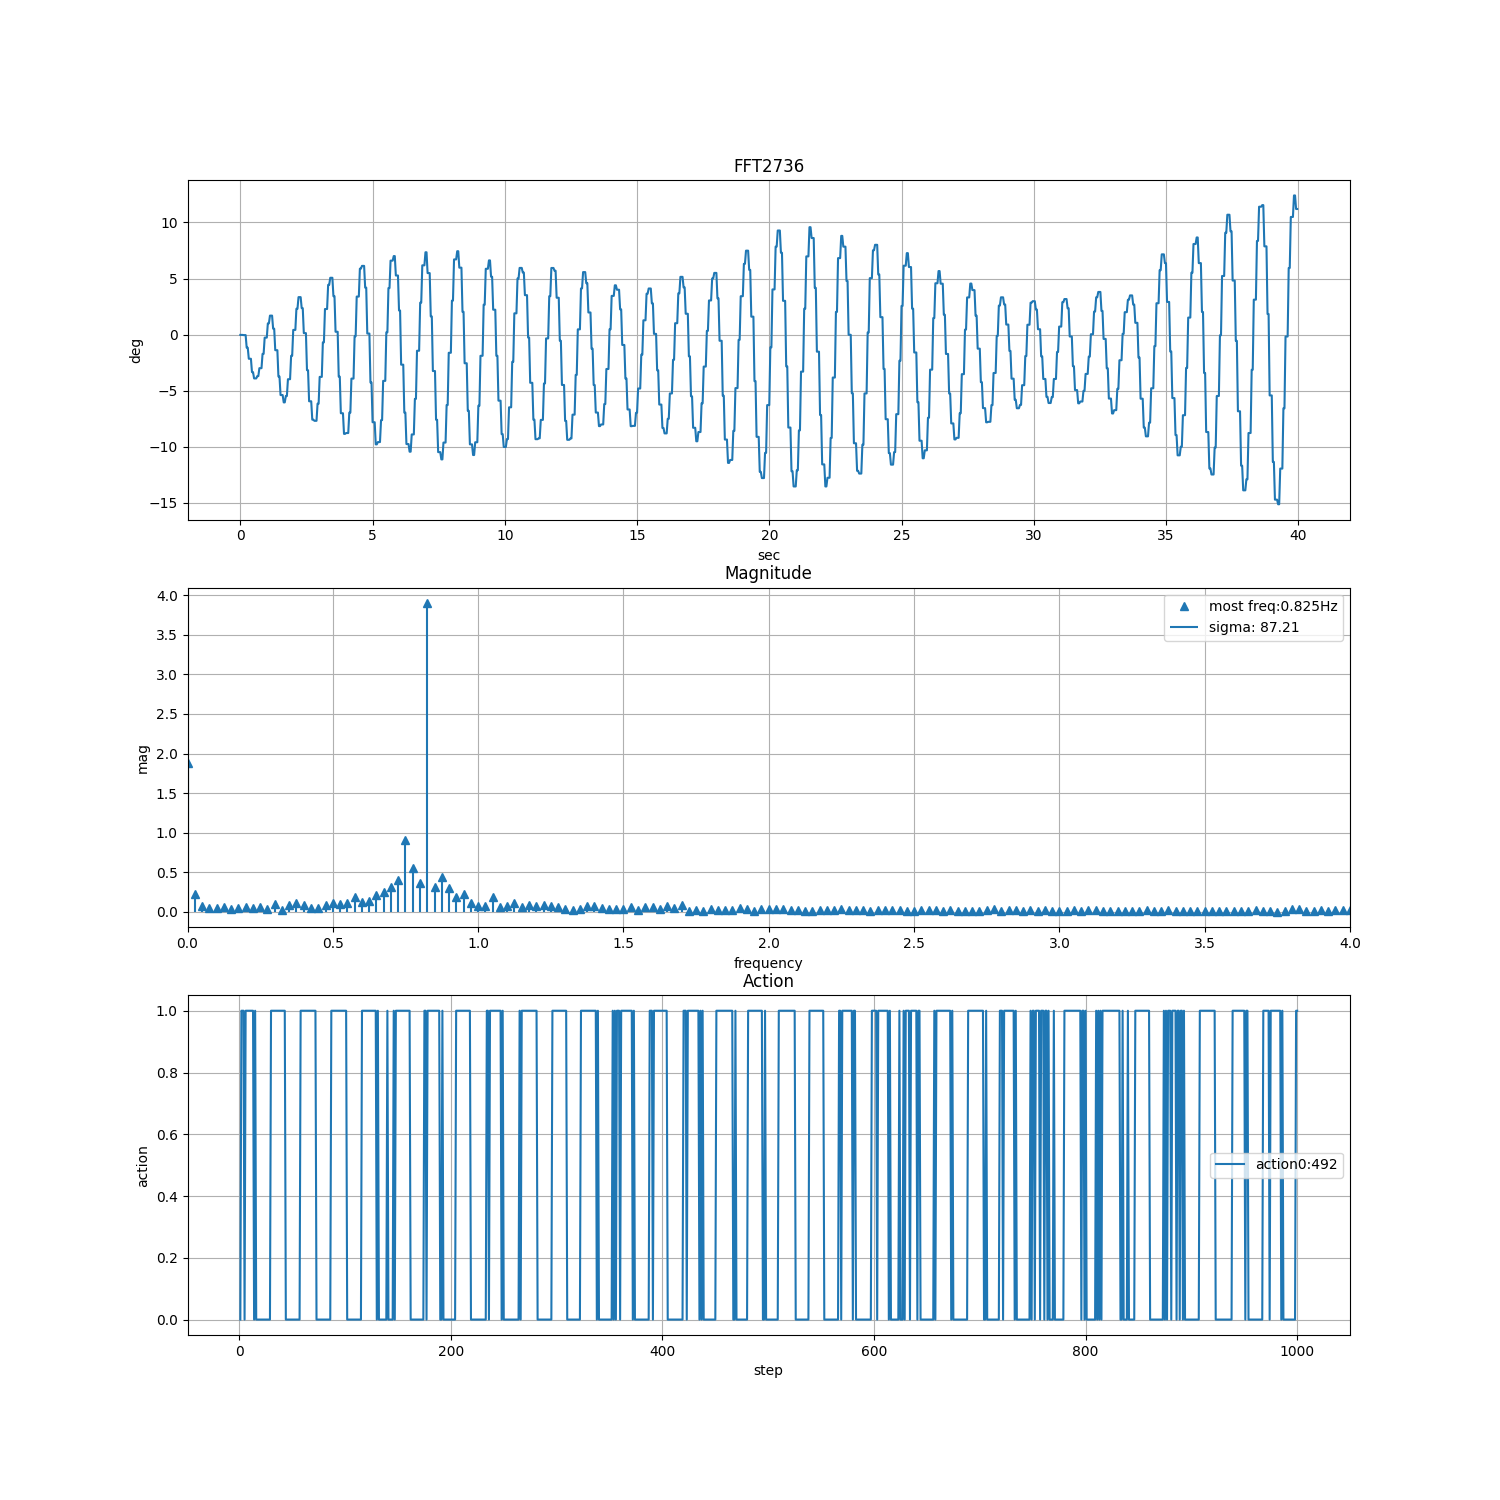 FFT2736
10
5
0
−5
−10
−15
deg
0 5 10 15 20 25 30 35 40
sec
Magnitude
4.0
3.5
3.0
2.5
2.0
1.5
1.0
0.5
0.0
mag
most freq:0.825Hz
sigma: 87.21
0.0 0.5 1.0 1.5 2.0 2.5 3.0 3.5 4.0
frequency
Action
1.0
0.8
0.6
0.4
0.2
0.0
action
action0:492
0 200 400 600 800 1000
step